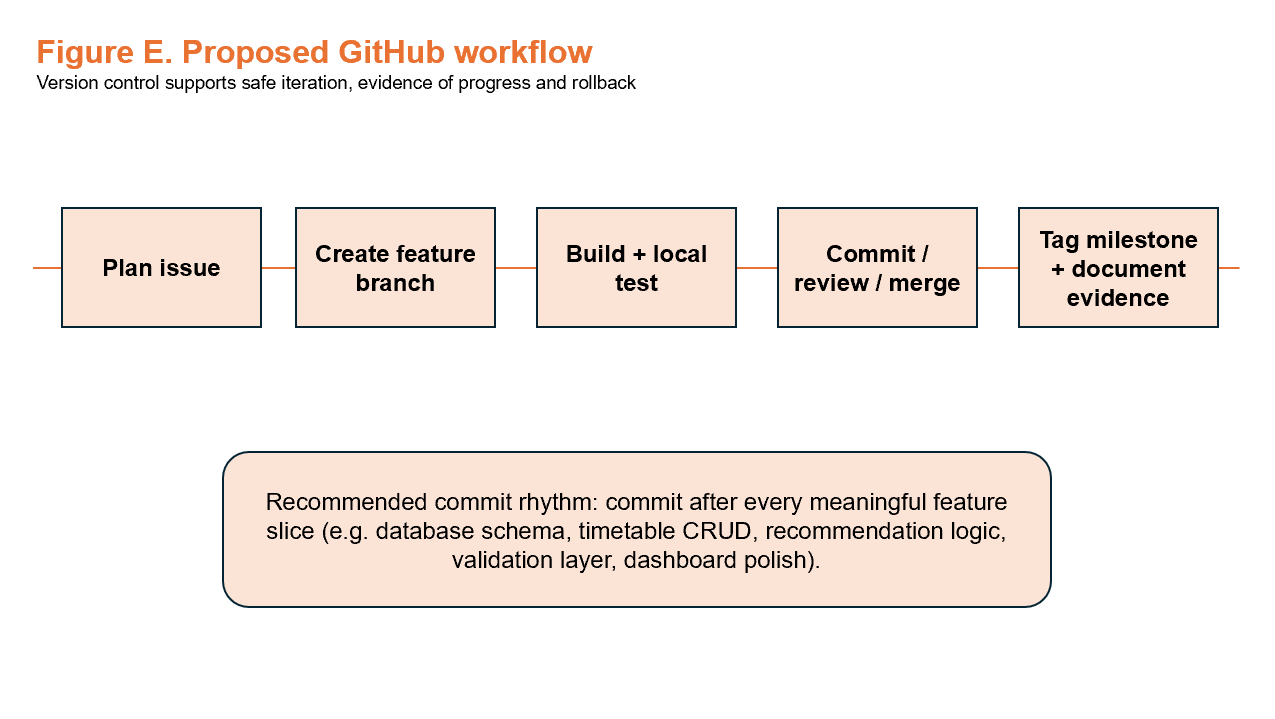 Figure E. Proposed GitHub workflow
Version control supports safe iteration, evidence of progress and rollback
Plan issue
Create feature
branch
Build + local
test
Commit /
review / merge
Tag milestone
+ document
evidence
Recommended commit rhythm: commit after every meaningful feature
slice (e.g. database schema, timetable CRUD, recommendation logic,
validation layer, dashboard polish).